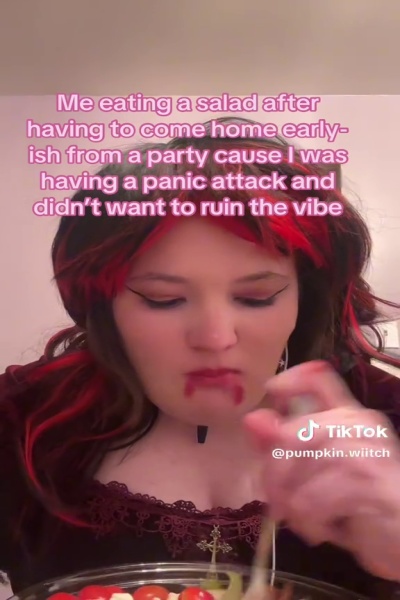 Me eating a salad after
having to come home early-
ish from a party cause I was
having a panic attack and
didn't want to ruin the vibe
TikTok
@pumpkin.wiitch